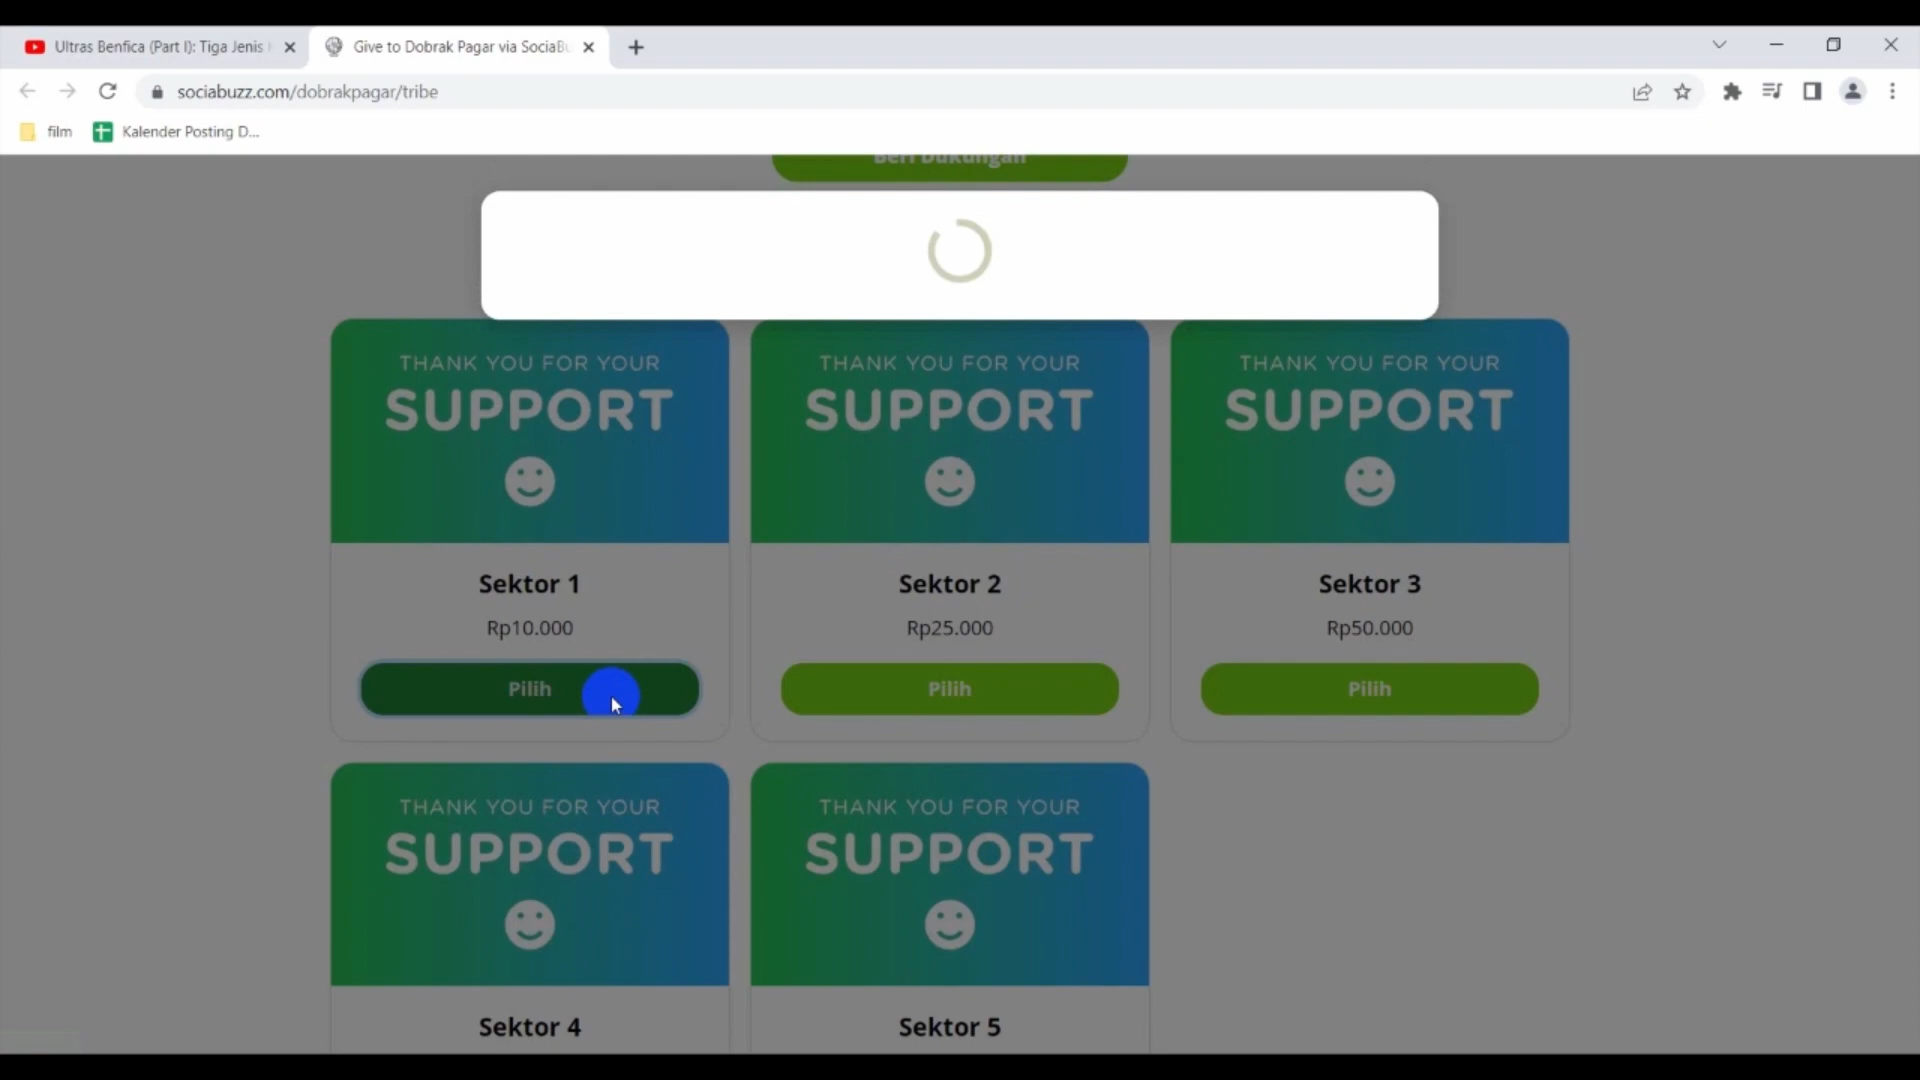 Ultras Benfica (Part I): Tiga Jenis
Give to Dobrak Pagar via SociaBu
sociabuzz.com/dobrakpagar/tribe
film
Kalender Posting D...
Beri Dukungan
THANK YOU FOR YOUR
SUPPORT
Sektor 1
Rp10.000
Pilih
THANK YOU FOR YOUR
SUPPORT
Sektor 2
Rp25.000
Pilih
THANK YOU FOR YOUR
SUPPORT
Sektor 3
Rp50.000
Pilih
THANK YOU FOR YOUR
SUPPORT
Sektor 4
THANK YOU FOR YOUR
SUPPORT
Sektor 5